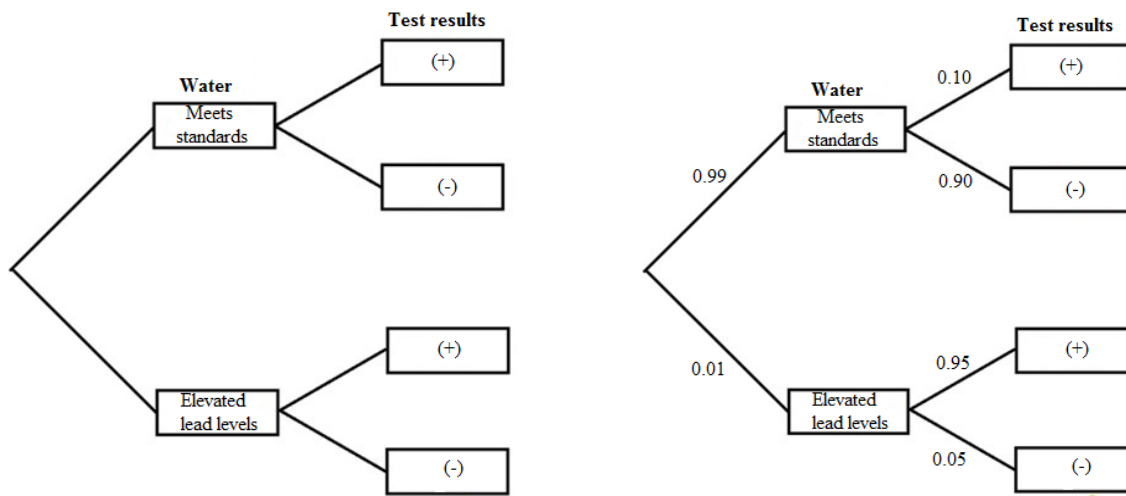 Test results
(+)
Water
Meets
standards
(-)
(+)
Elevated
lead levels
(-)
Test results
(+)
0.10
Water
Meets
standards
0.99
0.90
(-)
0.01
0.95
(+)
Elevated
lead levels
0.05
(-)